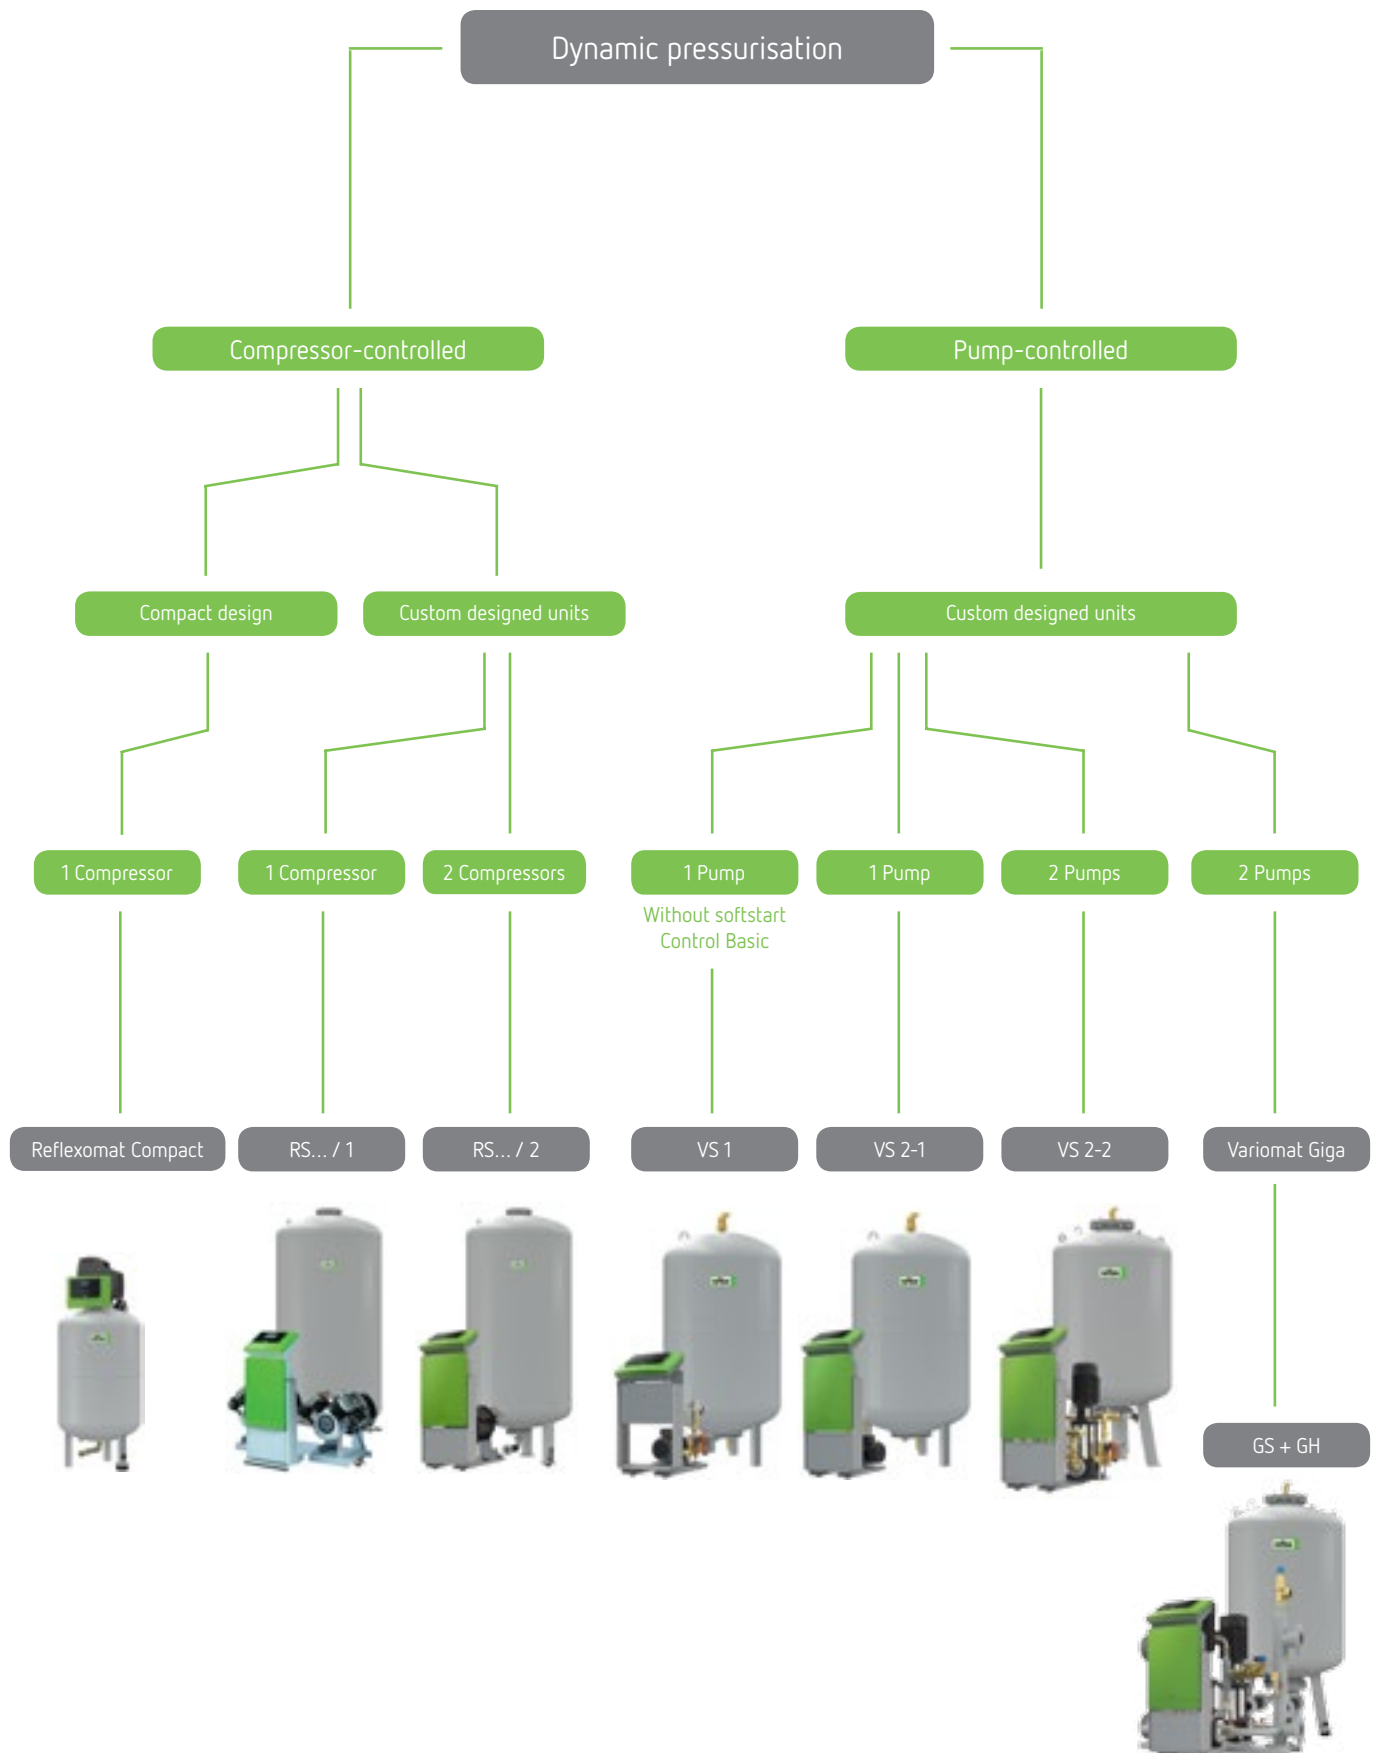 Dynamic pressurisation
Compressor-controlled
Pump-controlled
Compact design
Custom designed units
Custom designed units
1 Compressor
1 Compressor
2 Compressors
1 Pump
1 Pump
2 Pumps
2 Pumps
Without softstart
Control Basic
Reflexomat Compact
RS... / 1
RS... / 2
VS 1
VS 2-1
VS 2-2
Variomat Giga
GS + GH